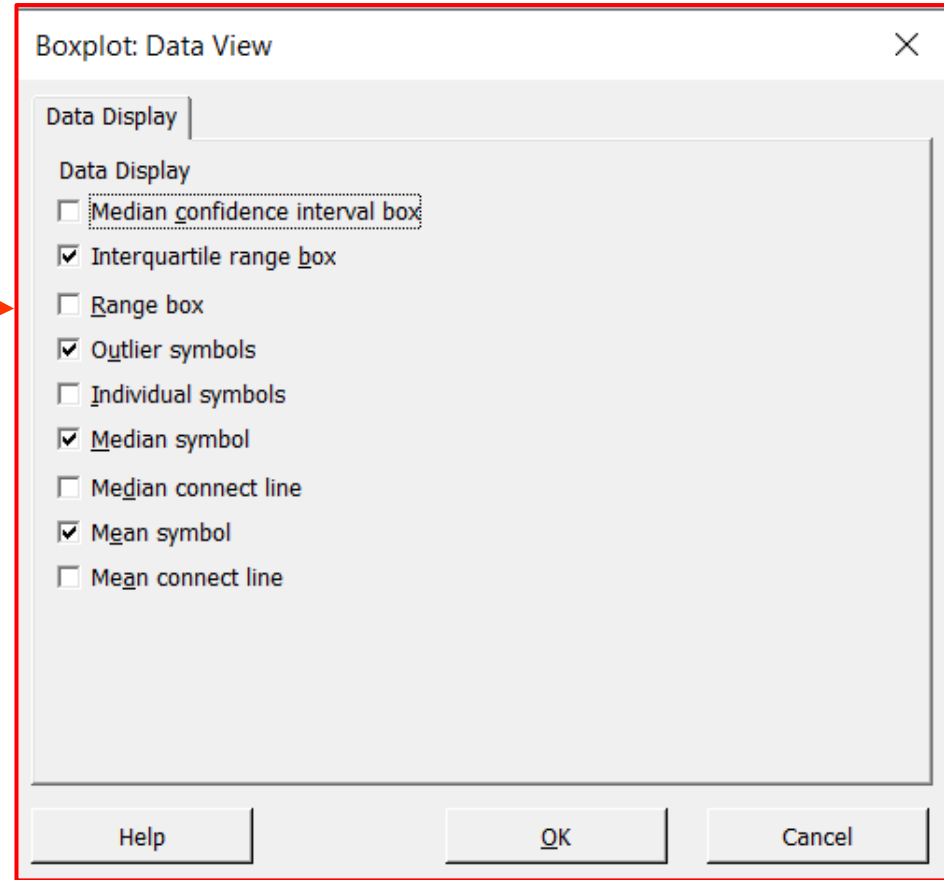 Boxplot: Data View
Data Display
Data Display
Median confidence interval box
Interquartile range box
Range box
Outlier symbols
Individual symbols
Median symbol
Median connect line
Mean symbol
Mean connect line
Help OK Cancel